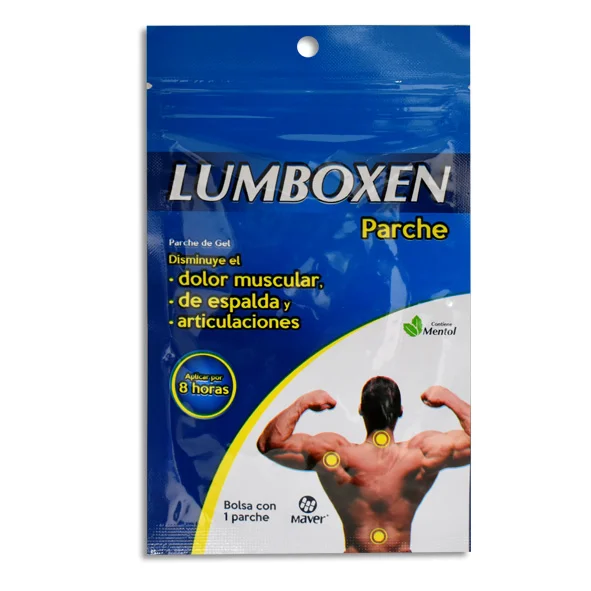 LUMBOXEN
Parche
Parche de Gel
Disminuye el
• dolor muscular,
• de espalda y
• articulaciones
Contiene
Mentol
Aplicar por
8 horas
Bolsa con
1 parche
Maver